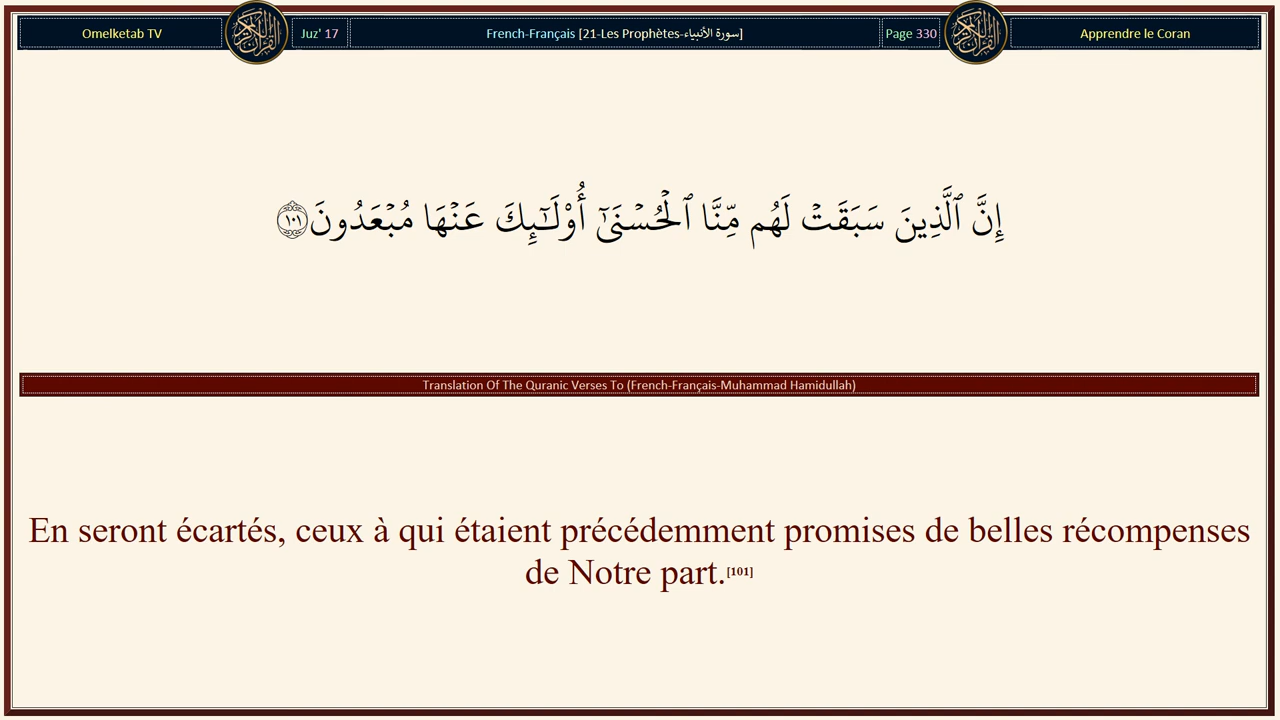 Omelketab TV
Juz' 17
French-Français [21-Les Prophètes-سورة الأنبياء]
Page 330
Apprendre le Coran
إِنَّ ٱلَّذِينَ سَبَقَتۡ لَهُم مِّنَّا ٱلۡحُسۡنَىٰٓ أُوْلَـٰٓئِكَ عَنۡهَا مُبۡعَدُونَ ١٠١
Translation Of The Quranic Verses To (French-Français-Muhammad Hamidullah)
En seront écartés, ceux à qui étaient précédemment promises de belles récompenses
de Notre part.[101]